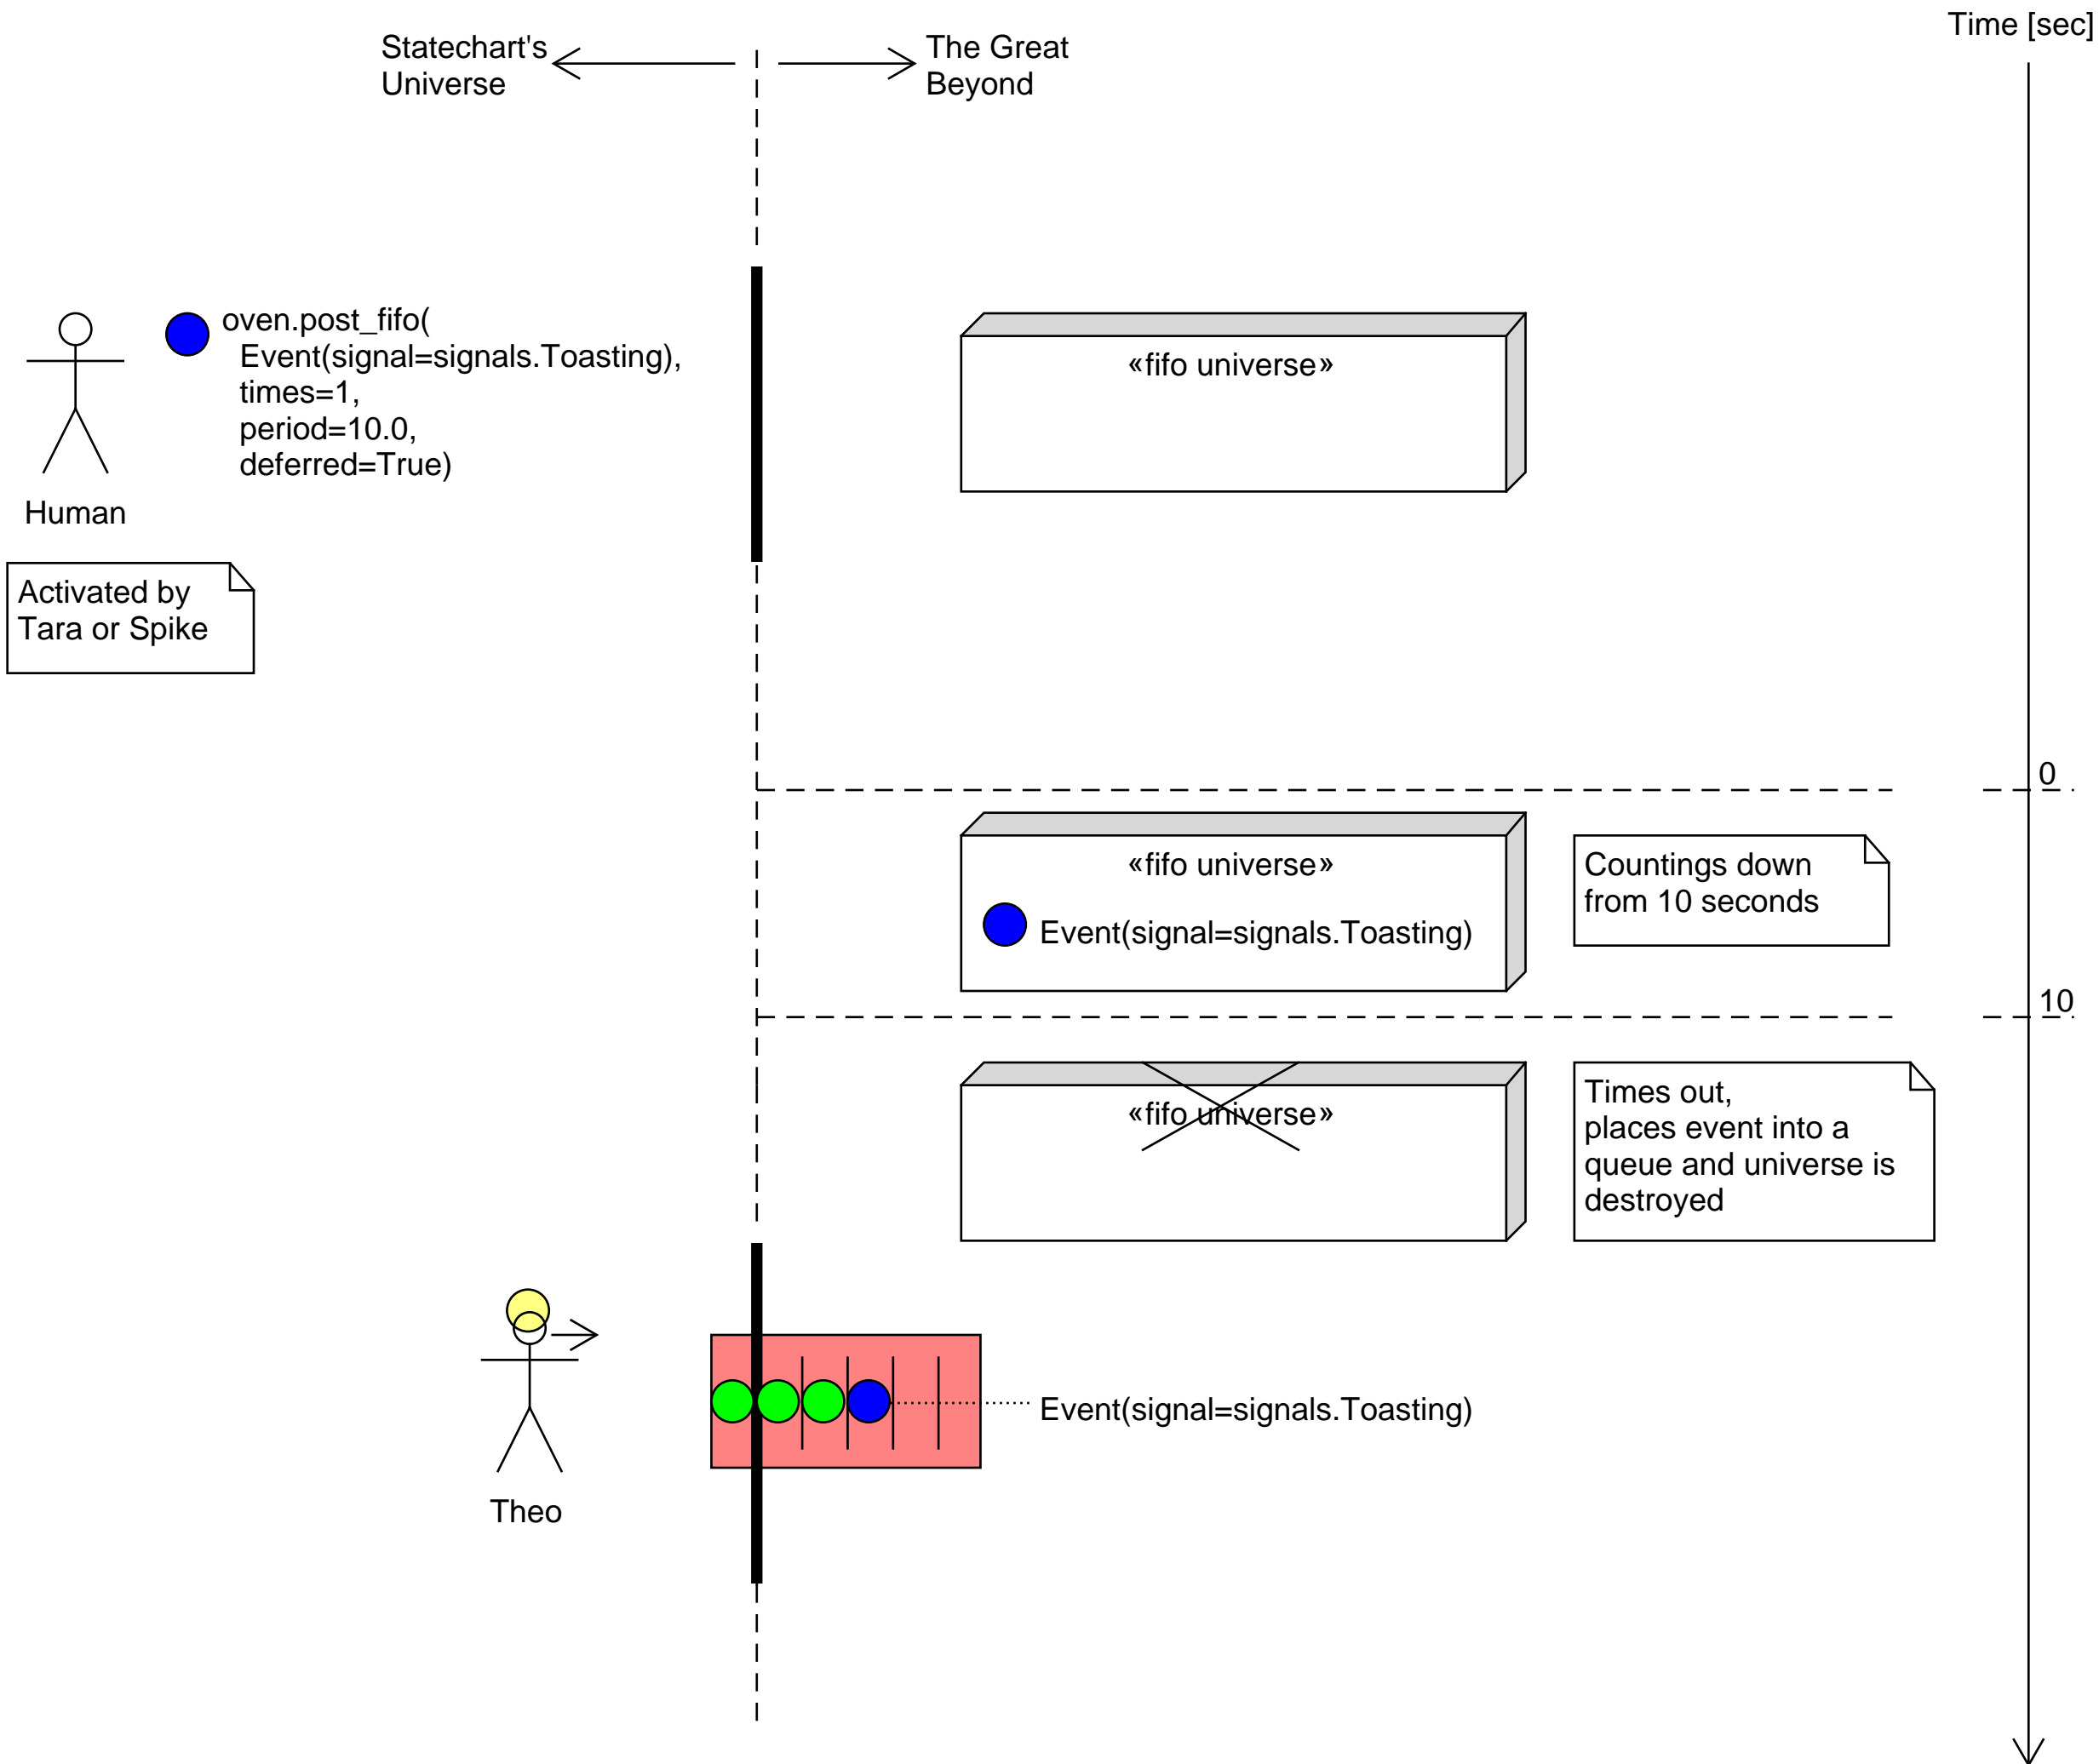 Time [sec]
Statechart's
Universe
The Great
Beyond
oven.post_fifo(
Event(signal=signals.Toasting),
times=1,
period=10.0,
deferred=True)
Human
«fifo universe»
Activated by
Tara or Spike
0
«fifo universe»
Event(signal=signals.Toasting)
Countings down
from 10 seconds
10
«fifo universe»
Times out,
places event into a
queue and universe is
destroyed
Event(signal=signals.Toasting)
Theo